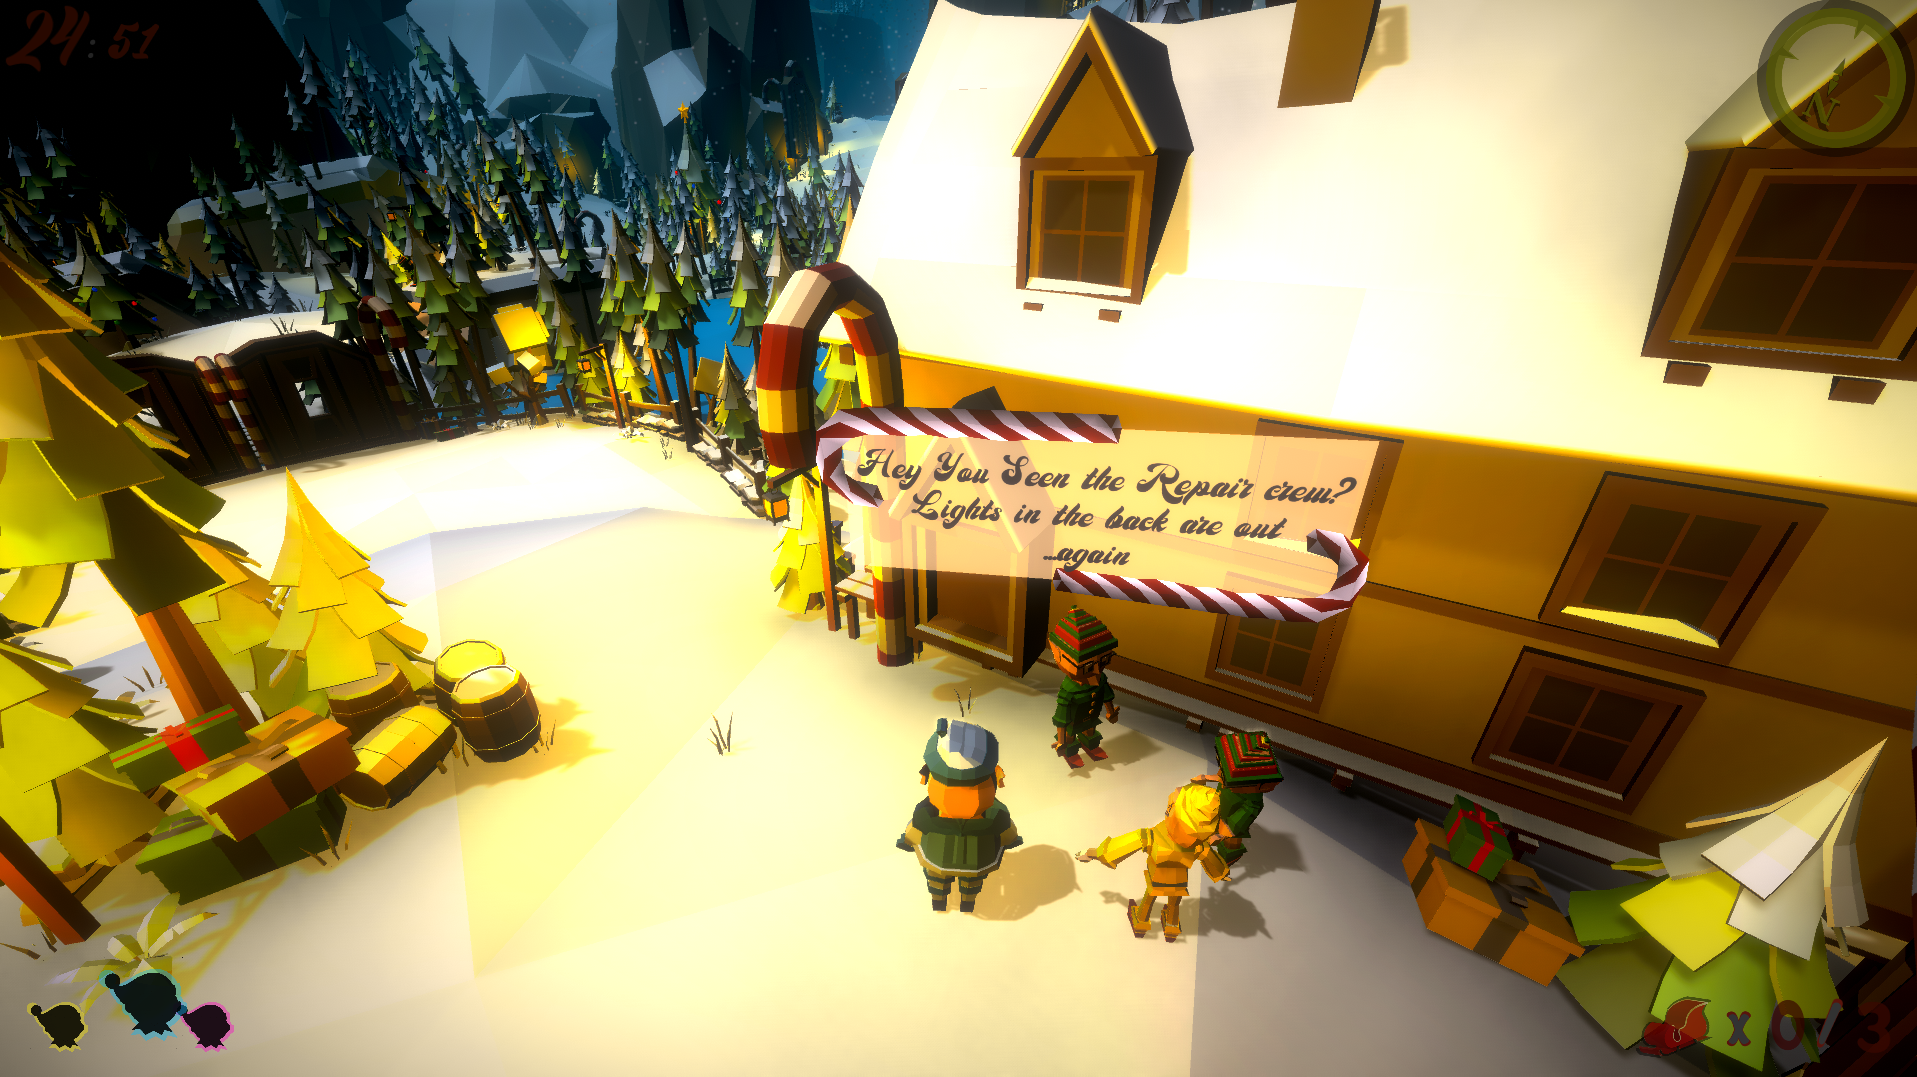 24:51
N
Hey You Seen the Repair crew?
Lights in the back are out
...again
x 0/3